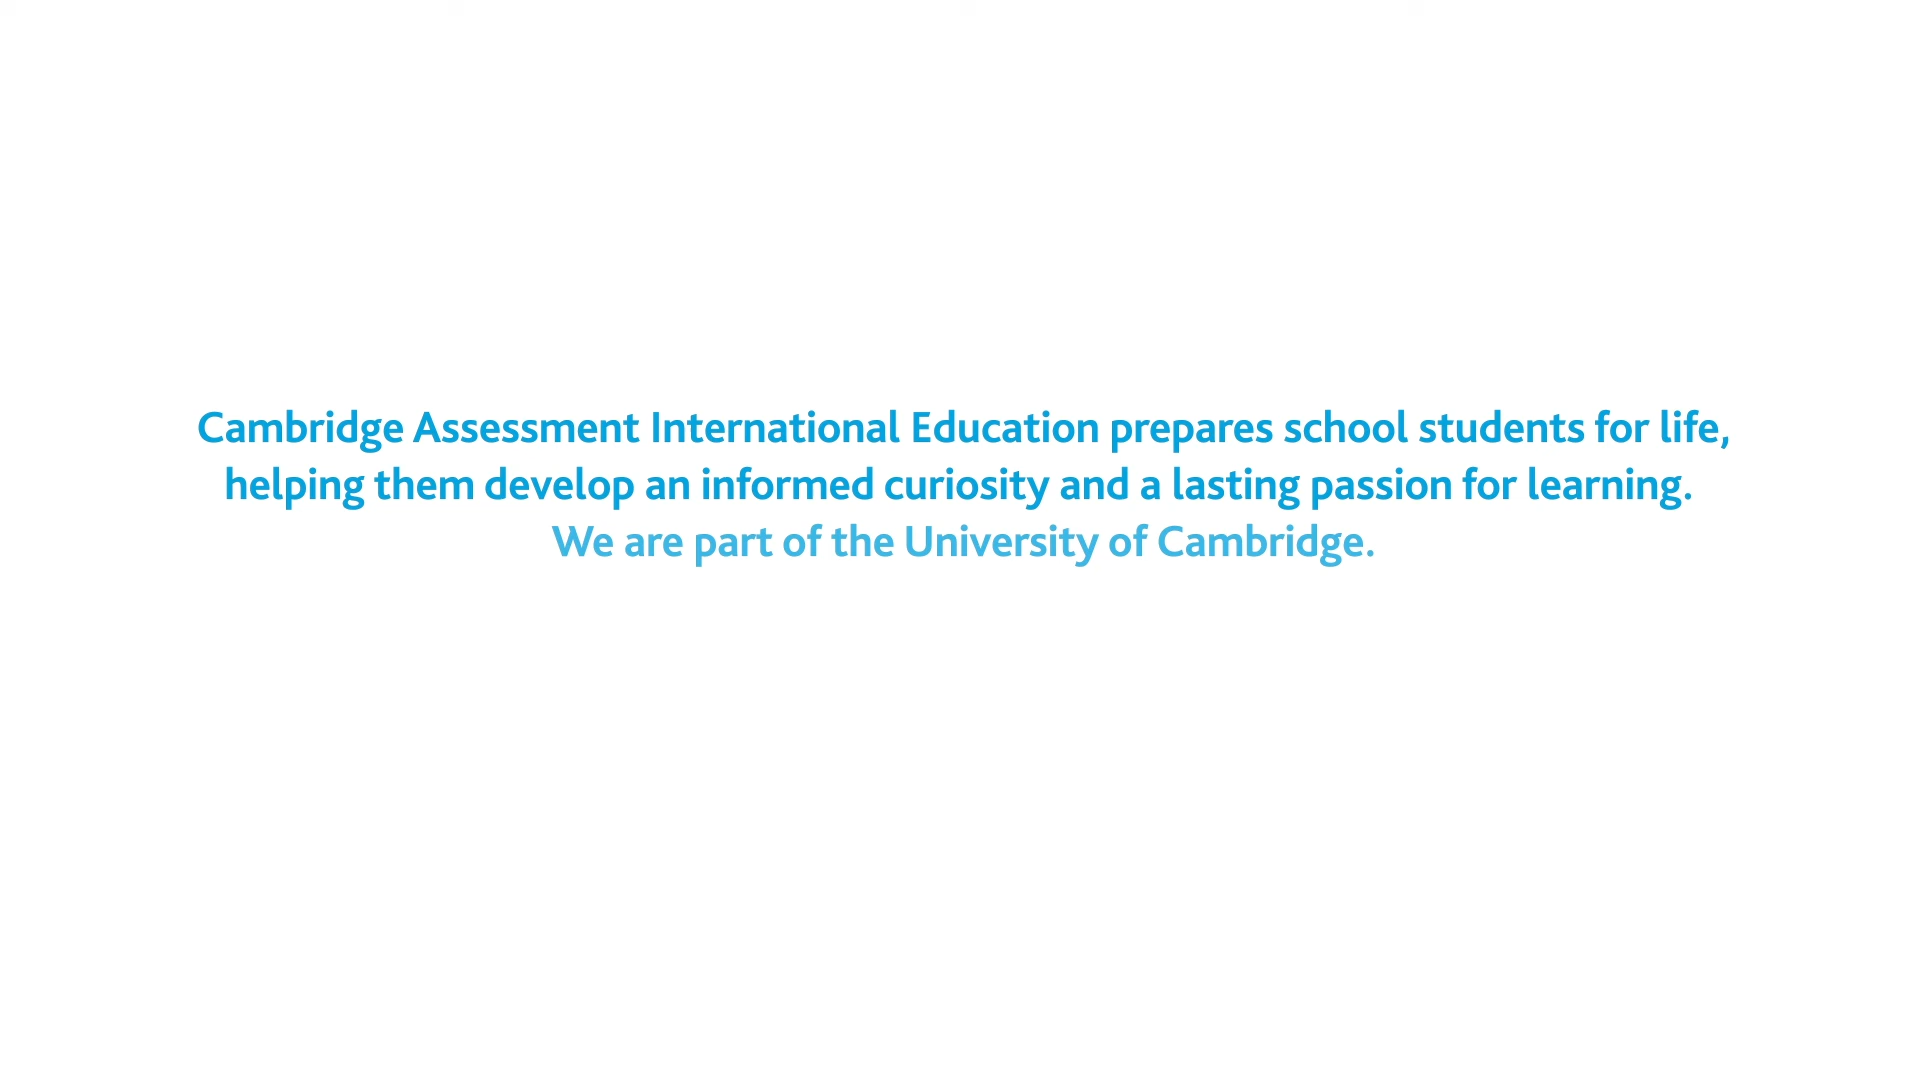 Cambridge Assessment International Education prepares school students for life,
helping them develop an informed curiosity and a lasting passion for learning.
We are part of the University of Cambridge.